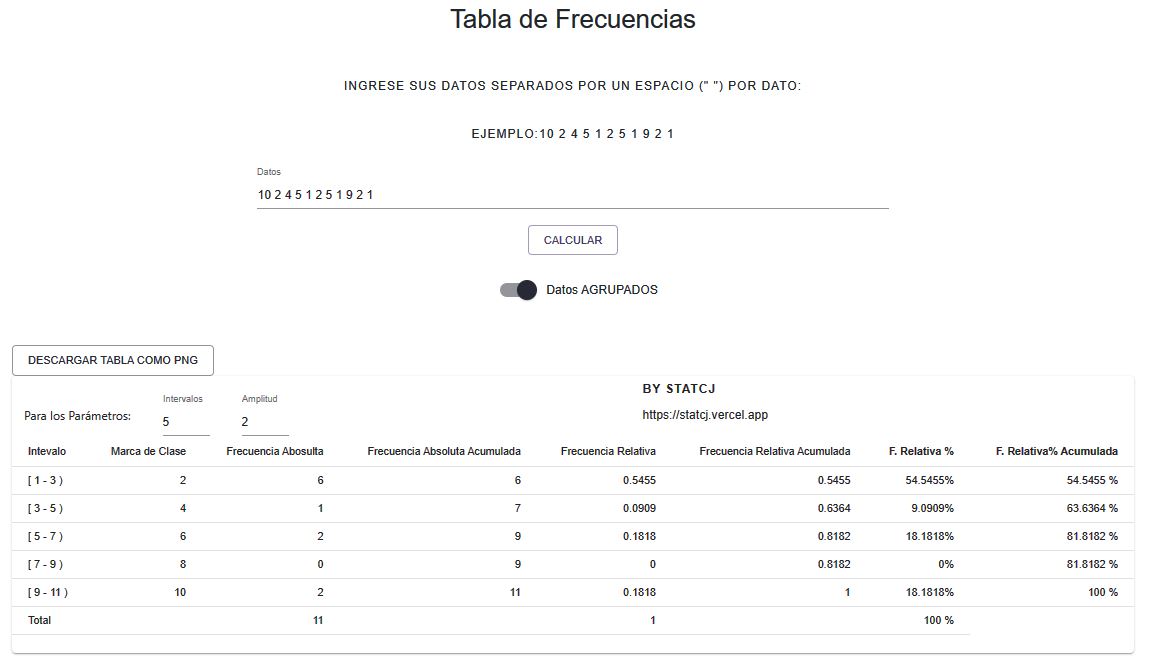 Tabla de Frecuencias
INGRESE SUS DATOS SEPARADOS POR UN ESPACIO (" ") POR DATO:
EJEMPLO:10 2 4 5 1 2 5 1 9 2 1
Datos
10 2 4 5 1 2 5 1 9 2 1
CALCULAR
Datos AGRUPADOS
DESCARGAR TABLA COMO PNG
BY STATCJ
https://statcj.vercel.app
Para los Parámetros:
Intervalos
5
Amplitud
2
Intevalo Marca de Clase Frecuencia Abosulta Frecuencia Absoluta Acumulada Frecuencia Relativa Frecuencia Relativa Acumulada F. Relativa % F. Relativa% Acumulada
[ 1 - 3 ) 2 6 6 0.5455 0.5455 54.5455% 54.5455 %
[ 3 - 5 ) 4 1 7 0.0909 0.6364 9.0909% 63.6364 %
[ 5 - 7 ) 6 2 9 0.1818 0.8182 18.1818% 81.8182 %
[ 7 - 9 ) 8 0 9 0 0.8182 0% 81.8182 %
[ 9 - 11 ) 10 2 11 0.1818 1 18.1818% 100 %
Total 11 1 100 %